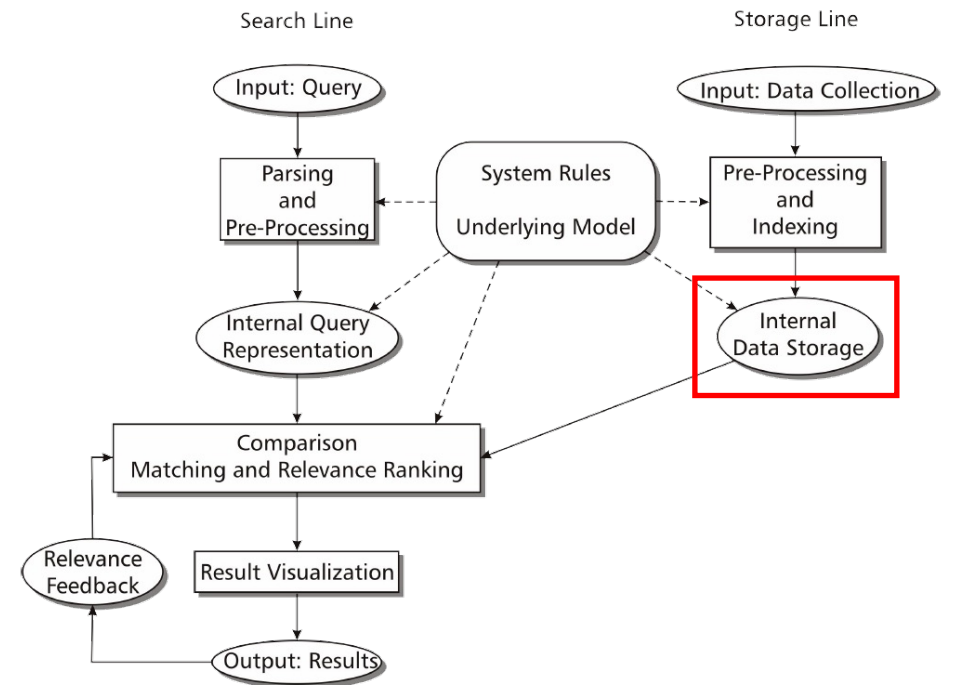 Search Line
Storage Line
Input: Query
Input: Data Collection
Parsing
and
Pre-Processing
System Rules
Underlying Model
Pre-Processing
and
Indexing
Internal Query
Representation
Internal
Data Storage
Comparison
Matching and Relevance Ranking
Relevance
Feedback
Result Visualization
Output: Results